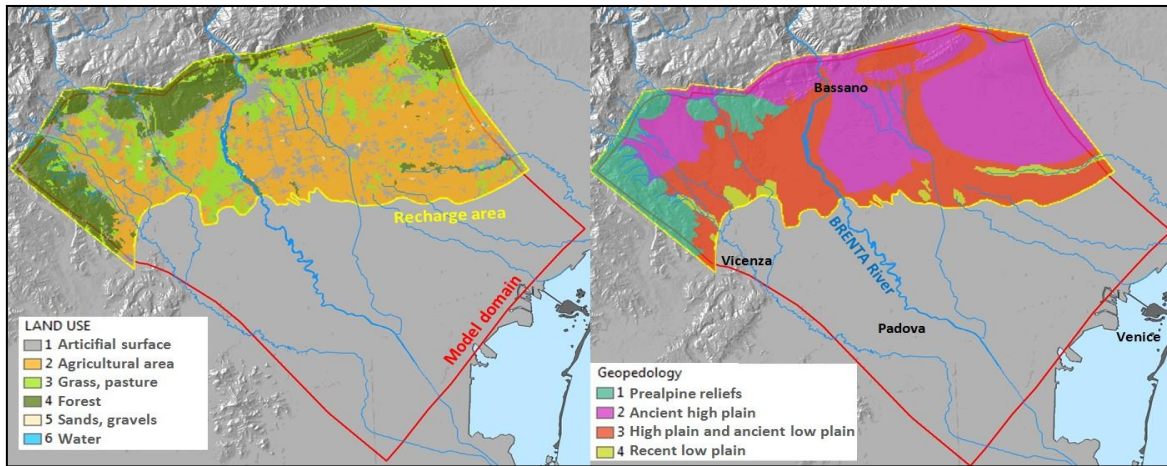 Recharge area
Model domain
LAND USE
1 Articifial surface
2 Agricultural area
3 Grass, pasture
4 Forest
5 Sands, gravels
6 Water
Bassano
BRENTA River
Vicenza
Padova
Venice
Geopedology
1 Prealpine reliefs
2 Ancient high plain
3 High plain and ancient low plain
4 Recent low plain